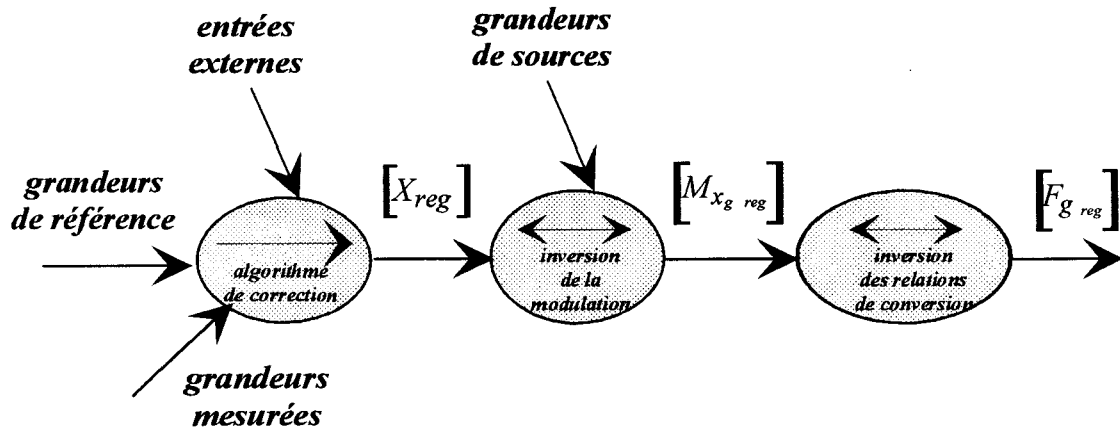 entrées
externes
grandeurs
de sources
grandeurs
de référence
[X_reg]
[M_x_g reg]
[F_g reg]
algorithme
de correction
inversion
de la
modulation
inversion
des relations
de conversion
grandeurs
mesurées